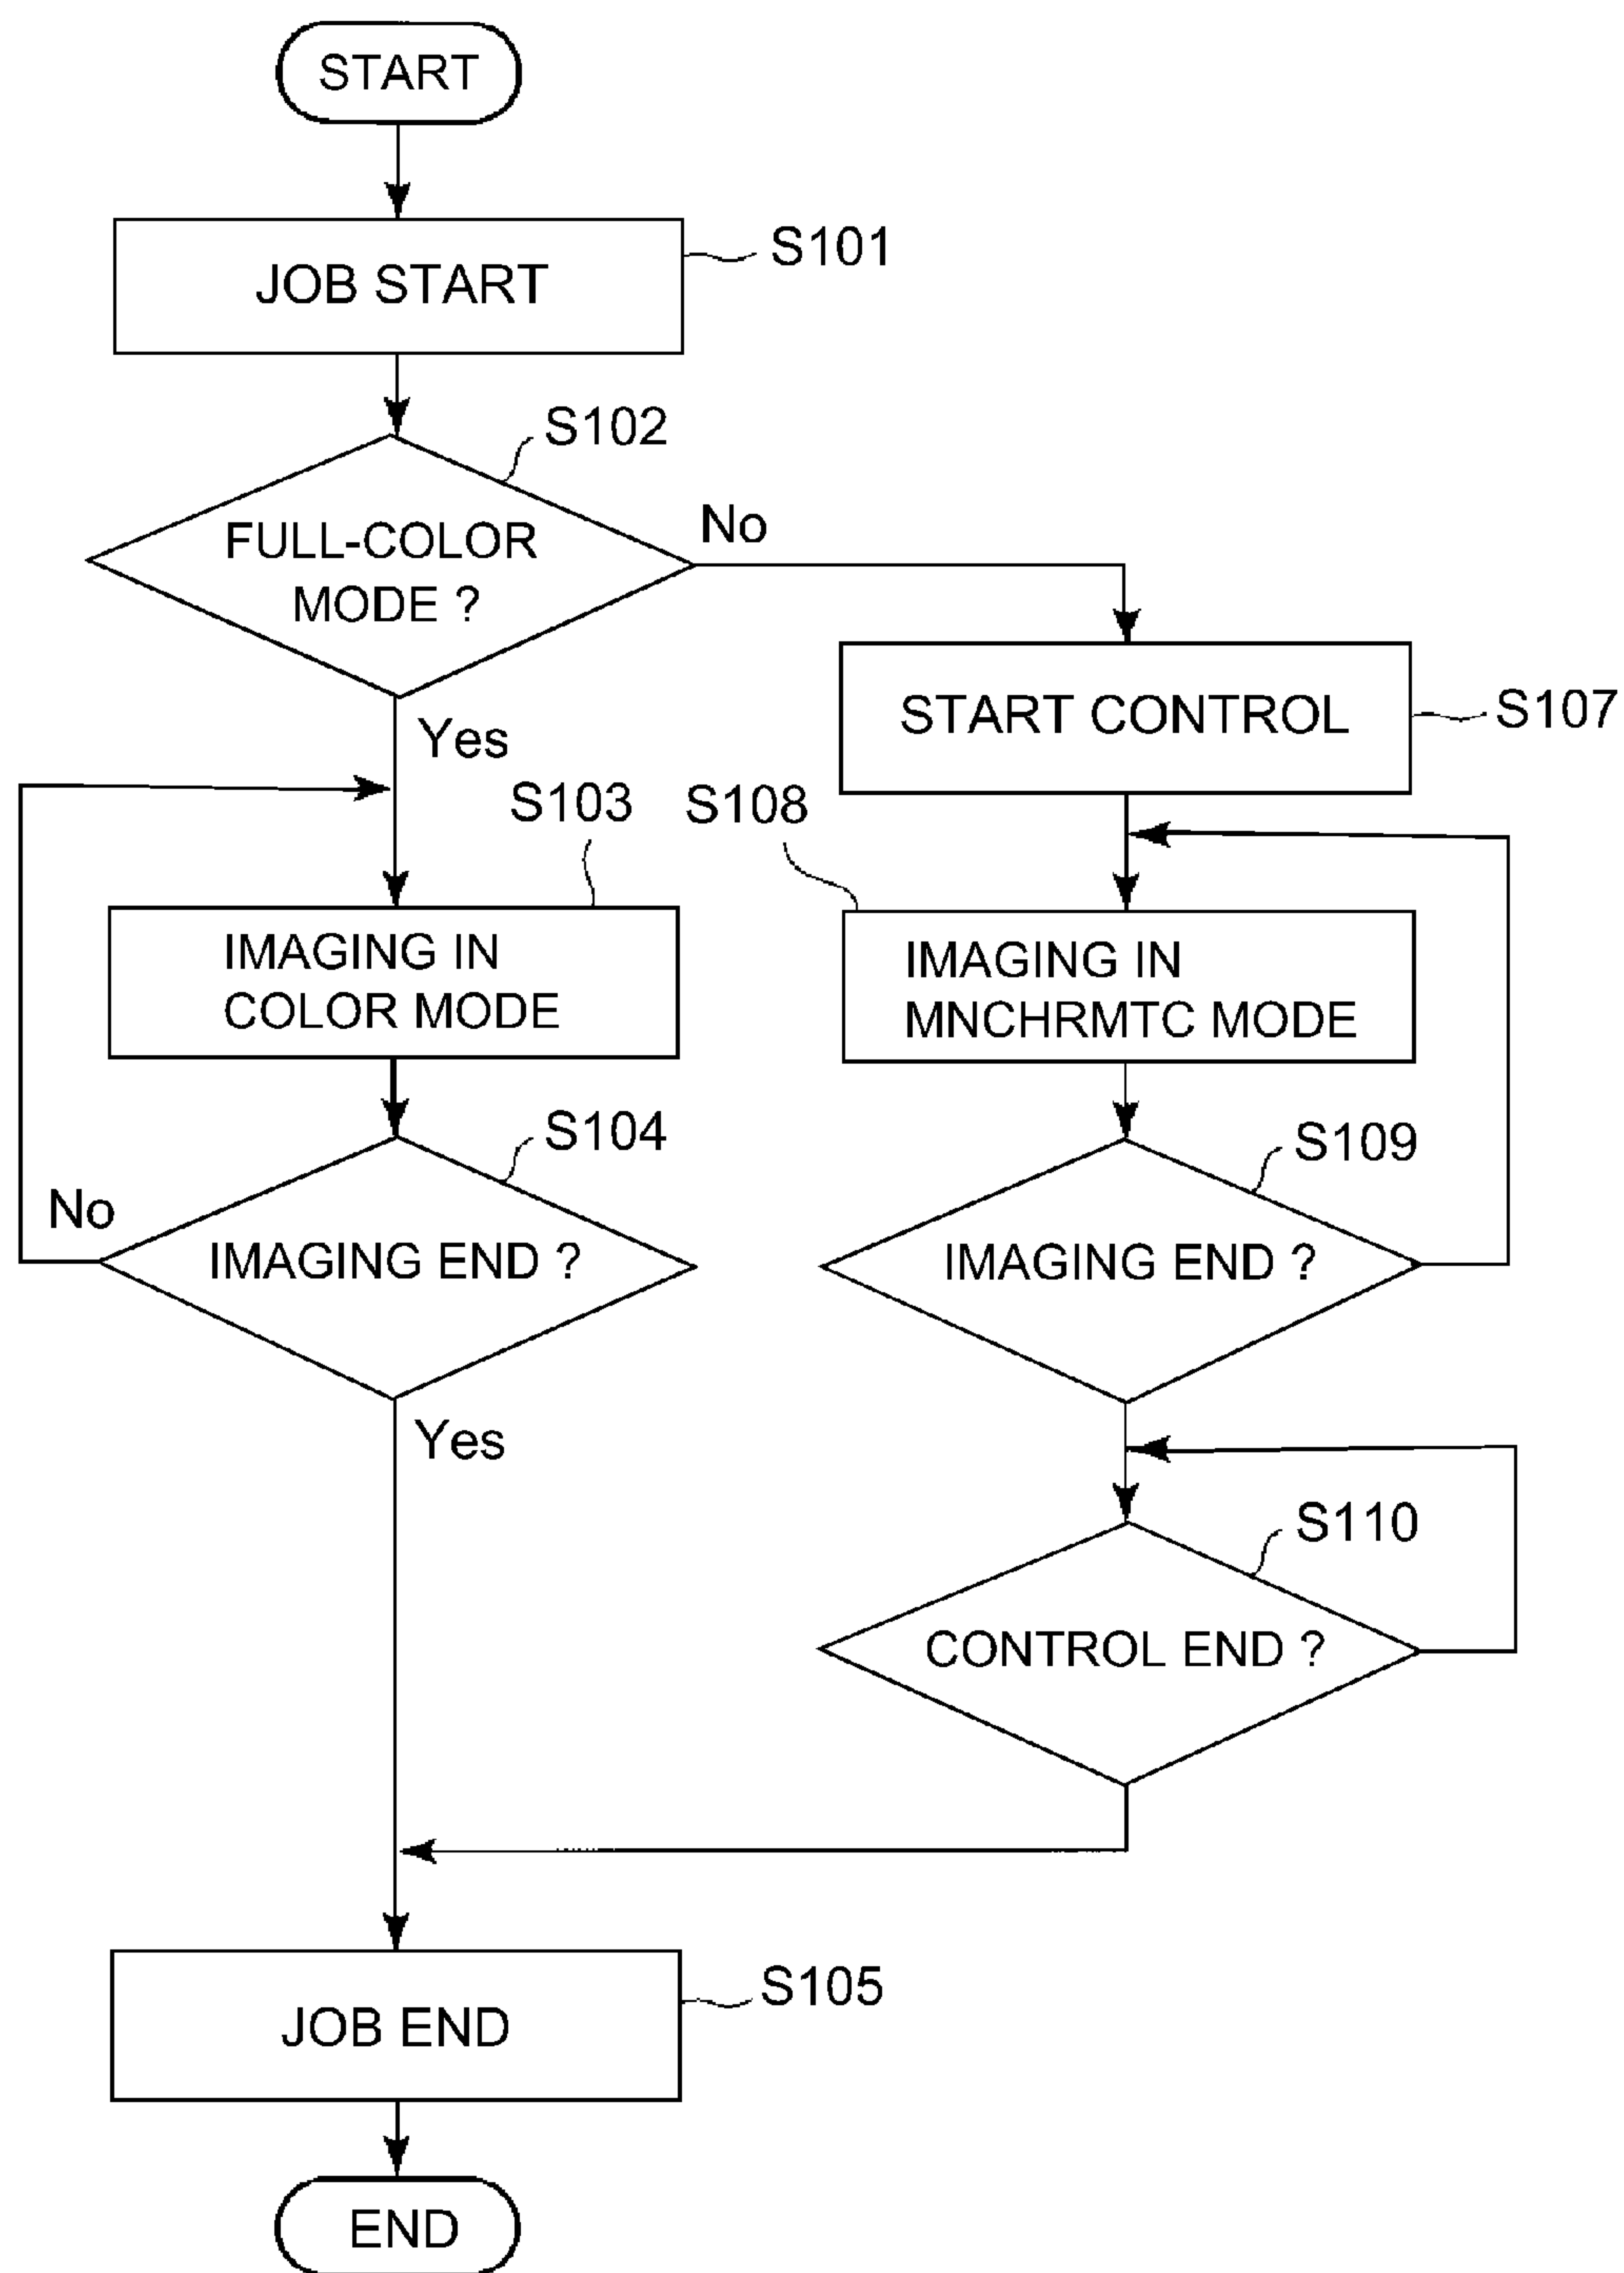 START
JOB START
S101
S102
FULL-COLOR
MODE ?
No
Yes
START CONTROL
S107
S103
S108
IMAGING IN
COLOR MODE
IMAGING IN
MNCHRMTC MODE
S104
S109
No
IMAGING END ?
IMAGING END ?
Yes
S110
CONTROL END ?
S105
JOB END
END